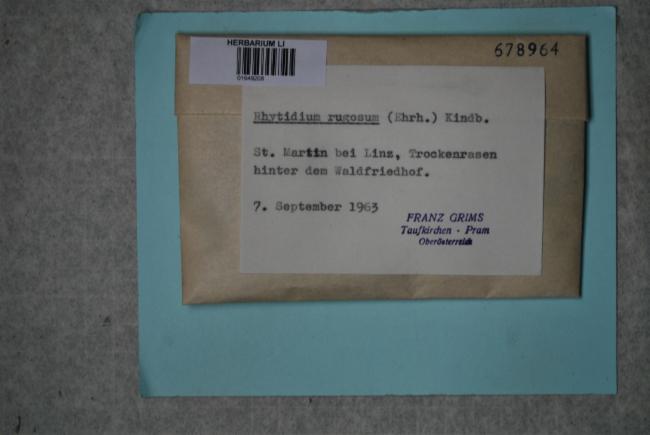 HERBARIUM LI
01649208
678964
Rhytidium rugosum (Ehrh.) Kindb.
St. Martin bei Linz, Trockenrasen
hinter dem Waldfriedhof.
7. September 1963
FRANZ GRIMS
Taufkirchen - Pram
Oberösterreich